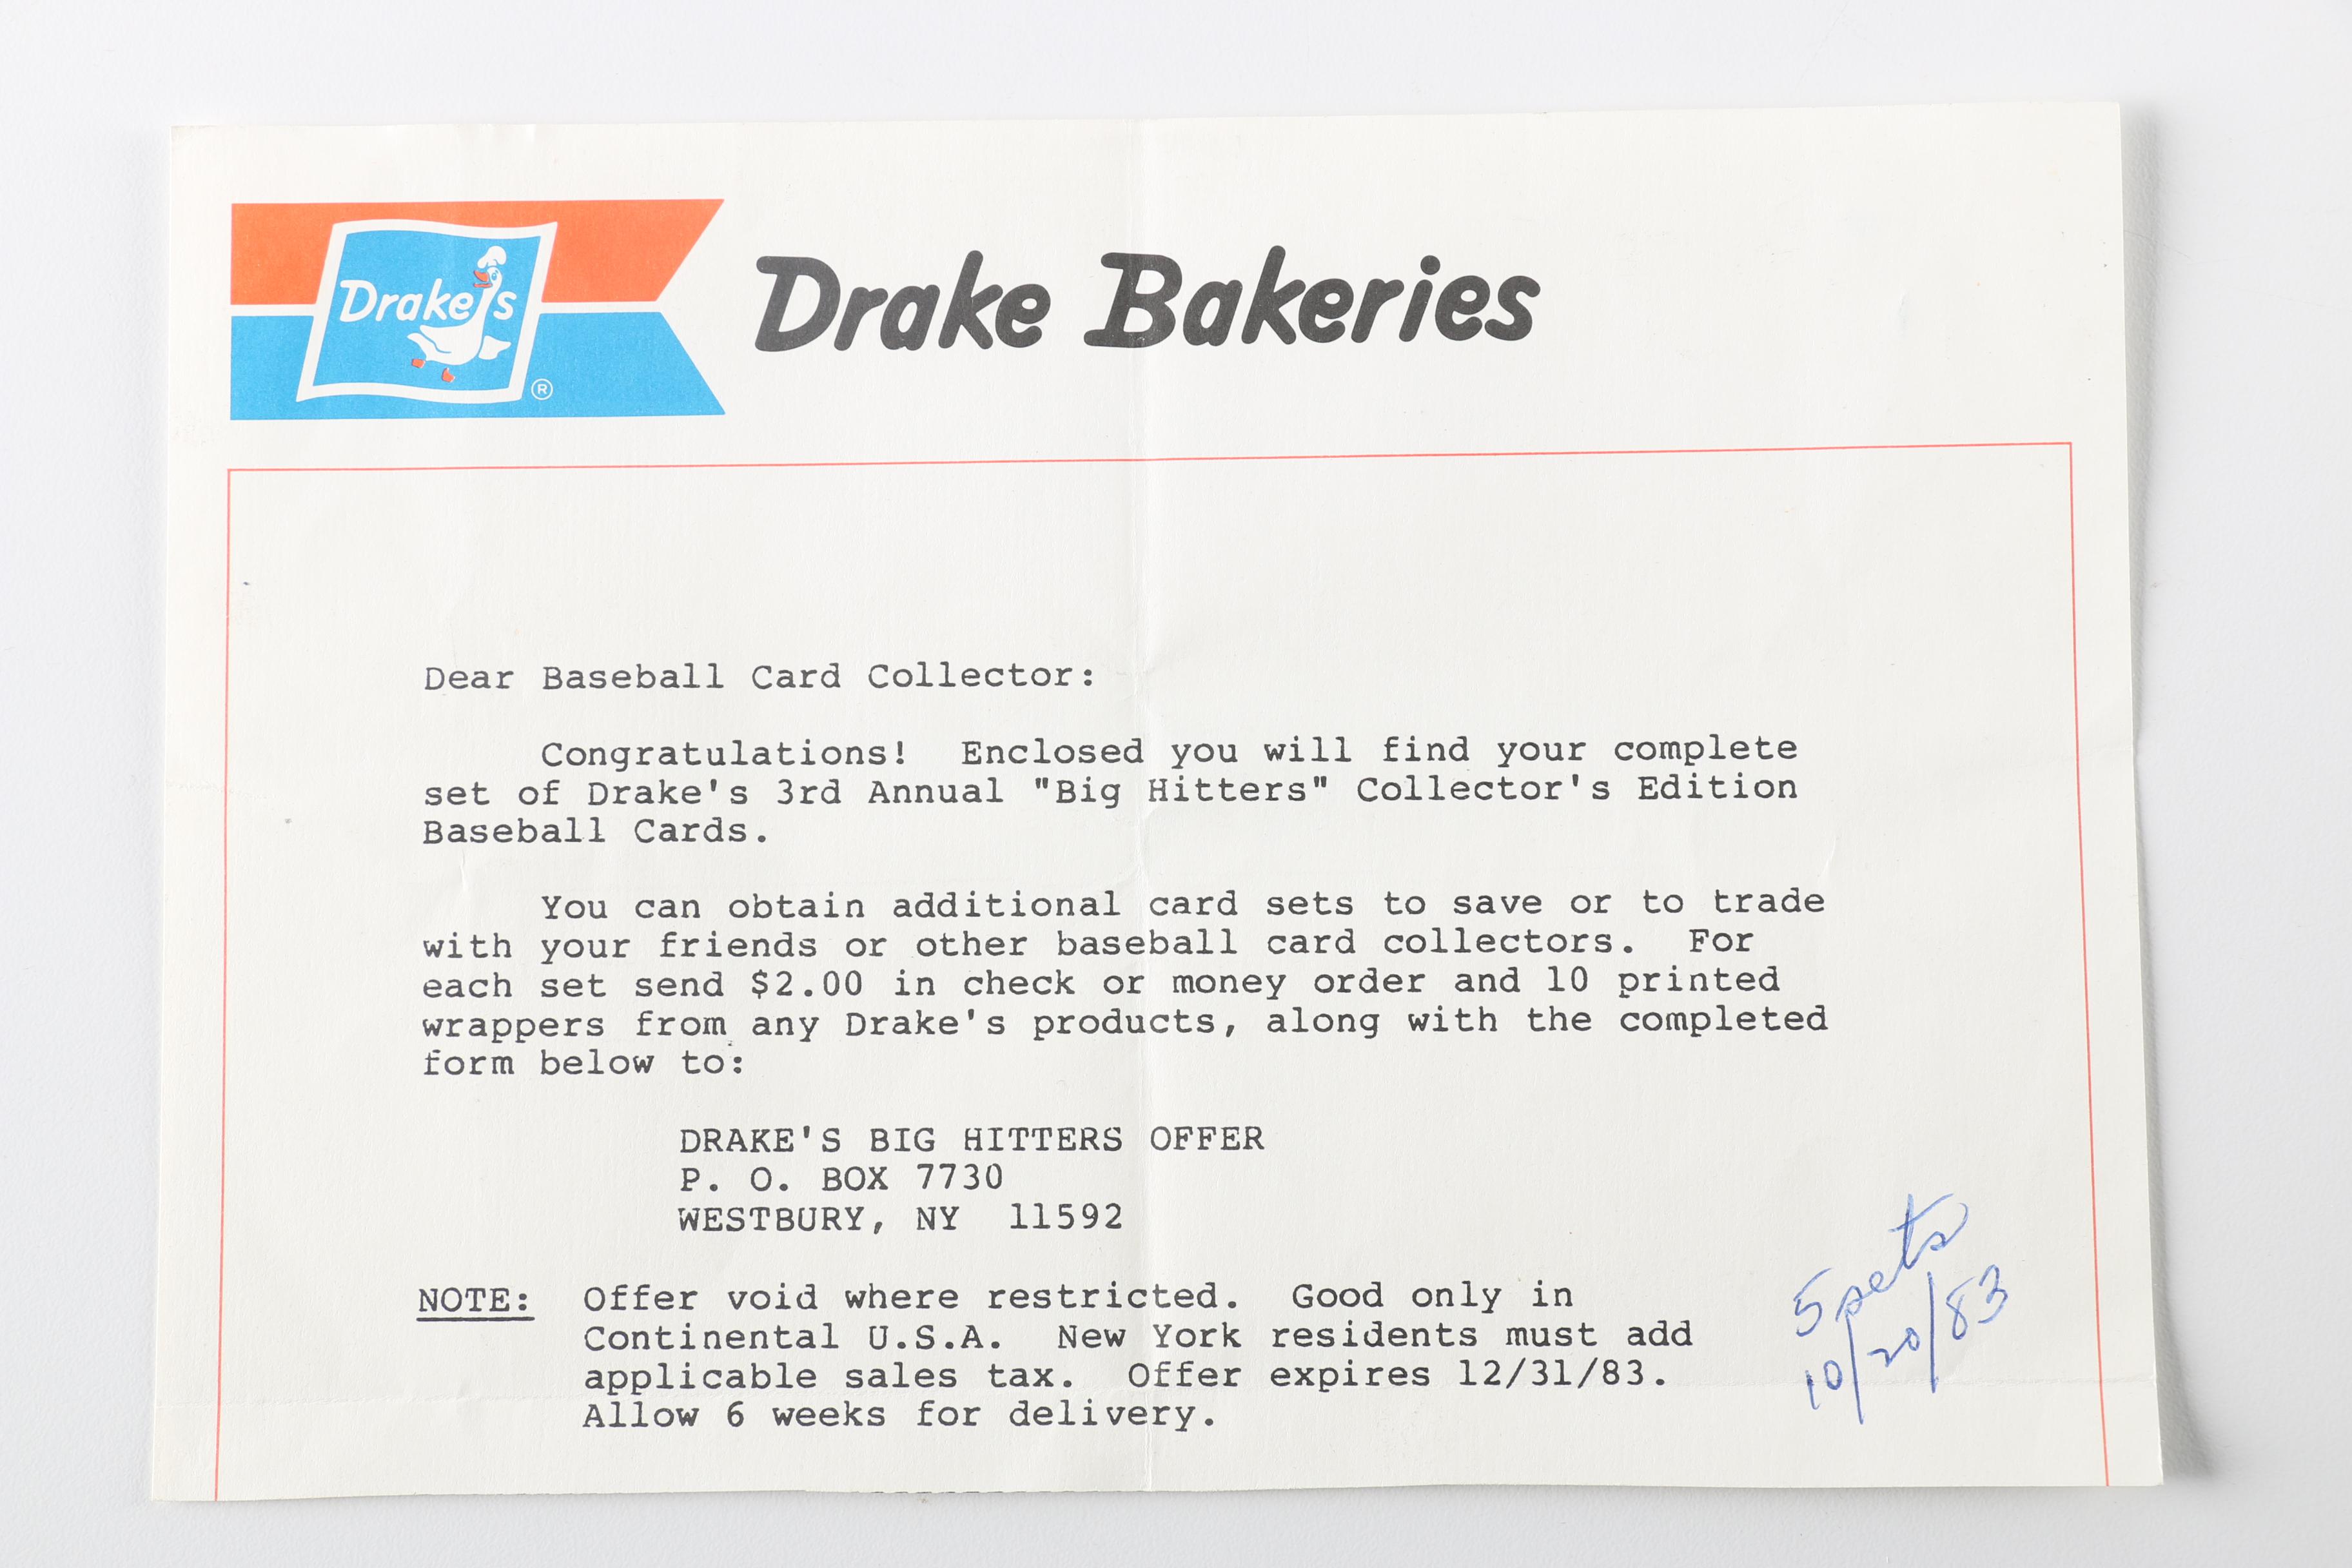 Drake's ®
Drake Bakeries
Dear Baseball Card Collector:
Congratulations! Enclosed you will find your complete
set of Drake's 3rd Annual "Big Hitters" Collector's Edition
Baseball Cards.
You can obtain additional card sets to save or to trade
with your friends or other baseball card collectors. For
each set send $2.00 in check or money order and 10 printed
wrappers from any Drake's products, along with the completed
form below to:
DRAKE'S BIG HITTERS OFFER
P. O. BOX 7730
WESTBURY, NY 11592
NOTE: Offer void where restricted. Good only in
Continental U.S.A. New York residents must add
applicable sales tax. Offer expires 12/31/83.
Allow 6 weeks for delivery.
5 sets
10/20/83